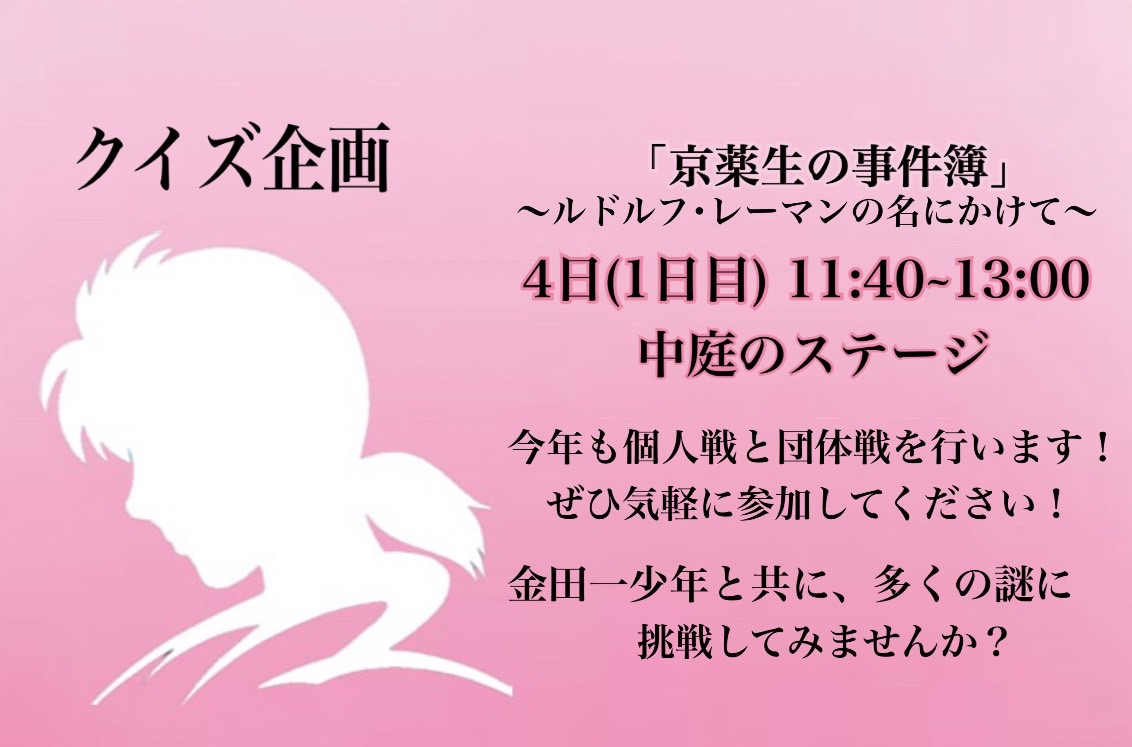 クイズ企画
「京薬生の事件簿」
～ルドルフ・レーマンの名にかけて～
4日(1日目) 11:40~13:00
中庭のステージ
今年も個人戦と団体戦を行います！
ぜひ気軽に参加してください！
金田一少年と共に、多くの謎に
挑戦してみませんか？